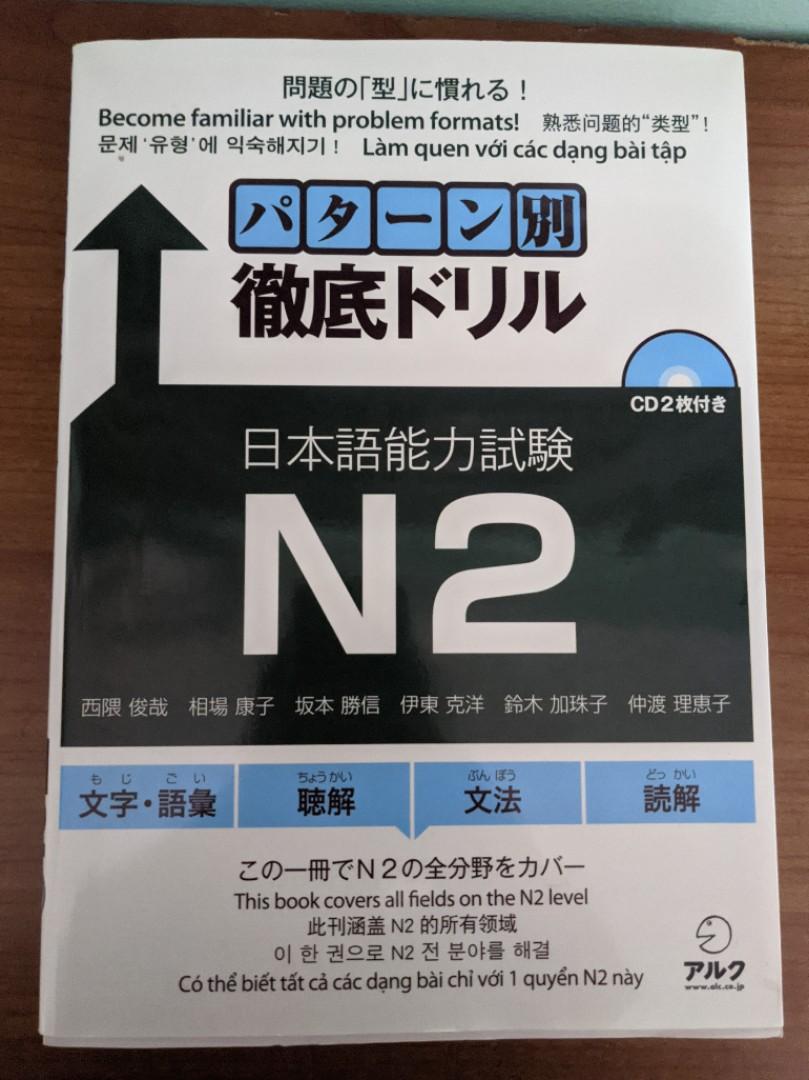 問題の「型」に慣れる！
Become familiar with problem formats! 熟悉问题的“类型”！
문제 '유형'에 익숙해지기！ Làm quen với các dạng bài tập
パターン別
徹底ドリル
CD2枚付き
日本語能力試験
N2
西隈 俊哉 相場 康子 坂本 勝信 伊東 克洋 鈴木 加珠子 仲渡 理恵子
もじ ごい ちょうかい ぶんぽう どっかい
文字・語彙 聴解 文法 読解
この一冊でN2の全分野をカバー
This book covers all fields on the N2 level
此刊涵盖 N2 的所有领域
이 한 권으로 N2 전 분야를 해결
Có thể biết tất cả các dạng bài chỉ với 1 quyển N2 này
アルク
www.alc.co.jp